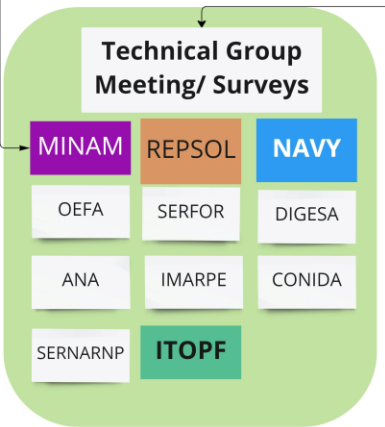 Technical Group
Meeting/ Surveys
MINAM
REPSOL
NAVY
OEFA
SERFOR
DIGESA
ANA
IMARPE
CONIDA
SERNARNP
ITOPF